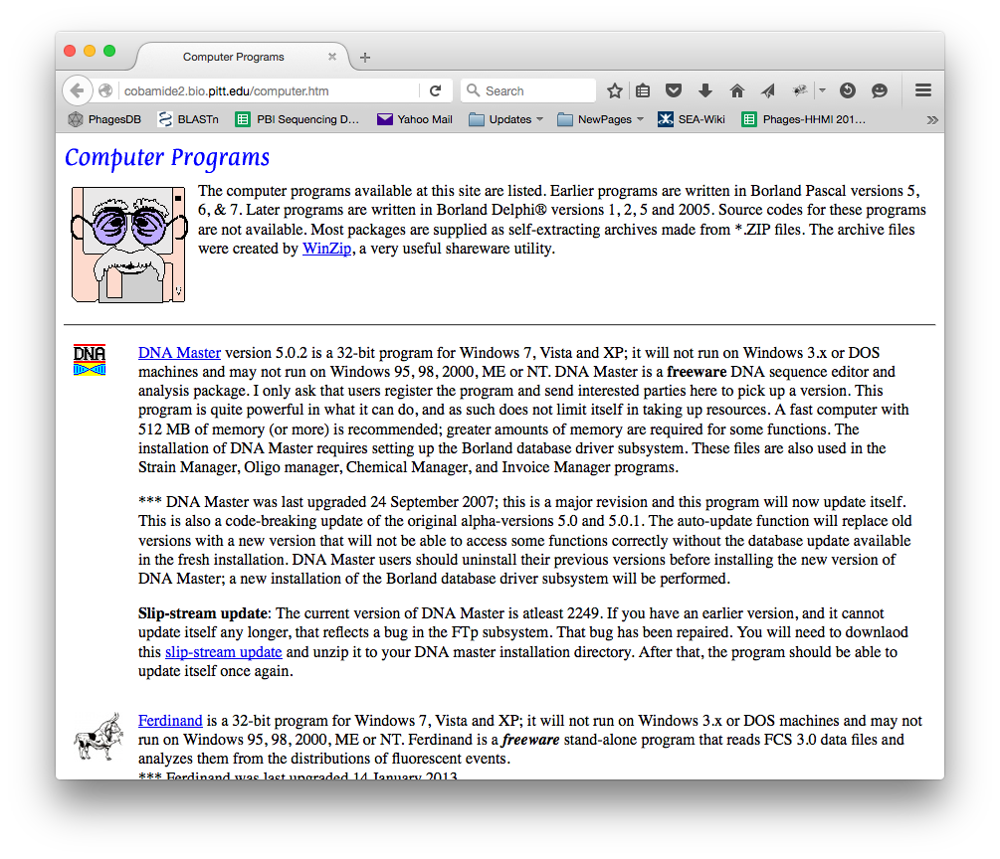 Computer Programs
cobamide2.bio.pitt.edu/computer.htm
Search
PhagesDB
BLASTn
PBI Sequencing D...
Yahoo Mail
Updates
NewPages
SEA-Wiki
Phages-HHMI 201...
Computer Programs
The computer programs available at this site are listed. Earlier programs are written in Borland Pascal versions 5,
6, & 7. Later programs are written in Borland Delphi® versions 1, 2, 5 and 2005. Source codes for these programs
are not available. Most packages are supplied as self-extracting archives made from *.ZIP files. The archive files
were created by WinZip, a very useful shareware utility.
DNA
DNA Master version 5.0.2 is a 32-bit program for Windows 7, Vista and XP; it will not run on Windows 3.x or DOS
machines and may not run on Windows 95, 98, 2000, ME or NT. DNA Master is a freeware DNA sequence editor and
analysis package. I only ask that users register the program and send interested parties here to pick up a version. This
program is quite powerful in what it can do, and as such does not limit itself in taking up resources. A fast computer with
512 MB of memory (or more) is recommended; greater amounts of memory are required for some functions. The
installation of DNA Master requires setting up the Borland database driver subsystem. These files are also used in the
Strain Manager, Oligo manager, Chemical Manager, and Invoice Manager programs.
*** DNA Master was last upgraded 24 September 2007; this is a major revision and this program will now update itself.
This is also a code-breaking update of the original alpha-versions 5.0 and 5.0.1. The auto-update function will replace old
versions with a new version that will not be able to access some functions correctly without the database update available
in the fresh installation. DNA Master users should uninstall their previous versions before installing the new version of
DNA Master; a new installation of the Borland database driver subsystem will be performed.
Slip-stream update: The current version of DNA Master is atleast 2249. If you have an earlier version, and it cannot
update itself any longer, that reflects a bug in the FTp subsystem. That bug has been repaired. You will need to downlaod
this slip-stream update and unzip it to your DNA master installation directory. After that, the program should be able to
update itself once again.
Ferdinand is a 32-bit program for Windows 7, Vista and XP; it will not run on Windows 3.x or DOS machines and may not
run on Windows 95, 98, 2000, ME or NT. Ferdinand is a freeware stand-alone program that reads FCS 3.0 data files and
analyzes them from the distributions of fluorescent events.
*** Ferdinand was last upgraded 14 January 2013